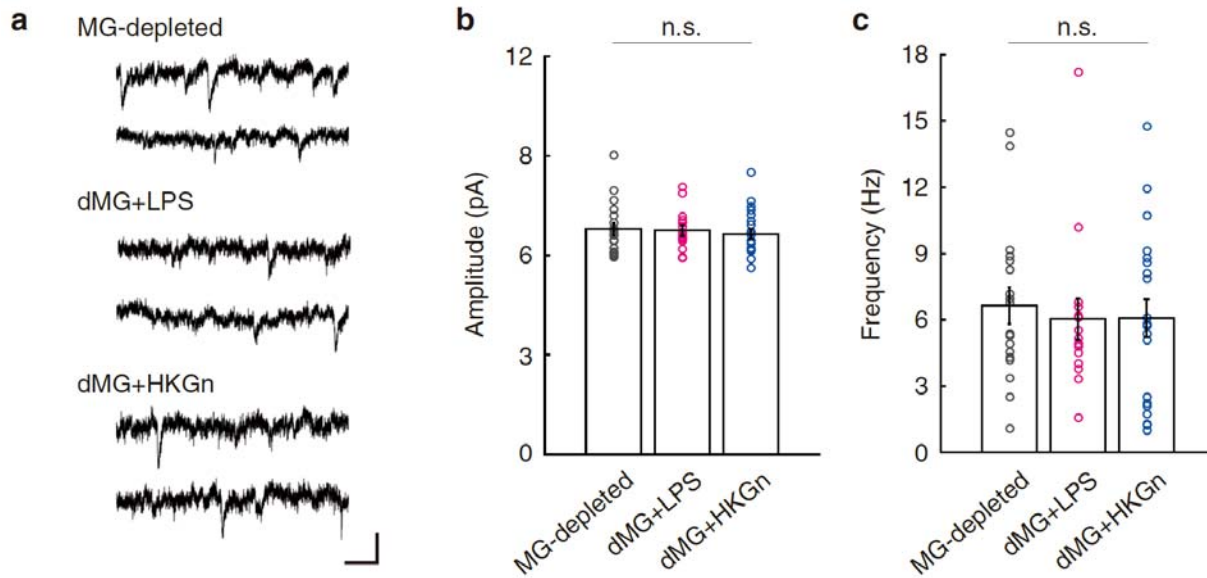 a
MG-depleted
dMG+LPS
dMG+HKGn
b
n.s.
12
8
6
3
0
Amplitude (pA)
MG-depleted
dMG+LPS
dMG+HKGn
c
n.s.
18
15
12
9
6
3
0
Frequency (Hz)
MG-depleted
dMG+LPS
dMG+HKGn